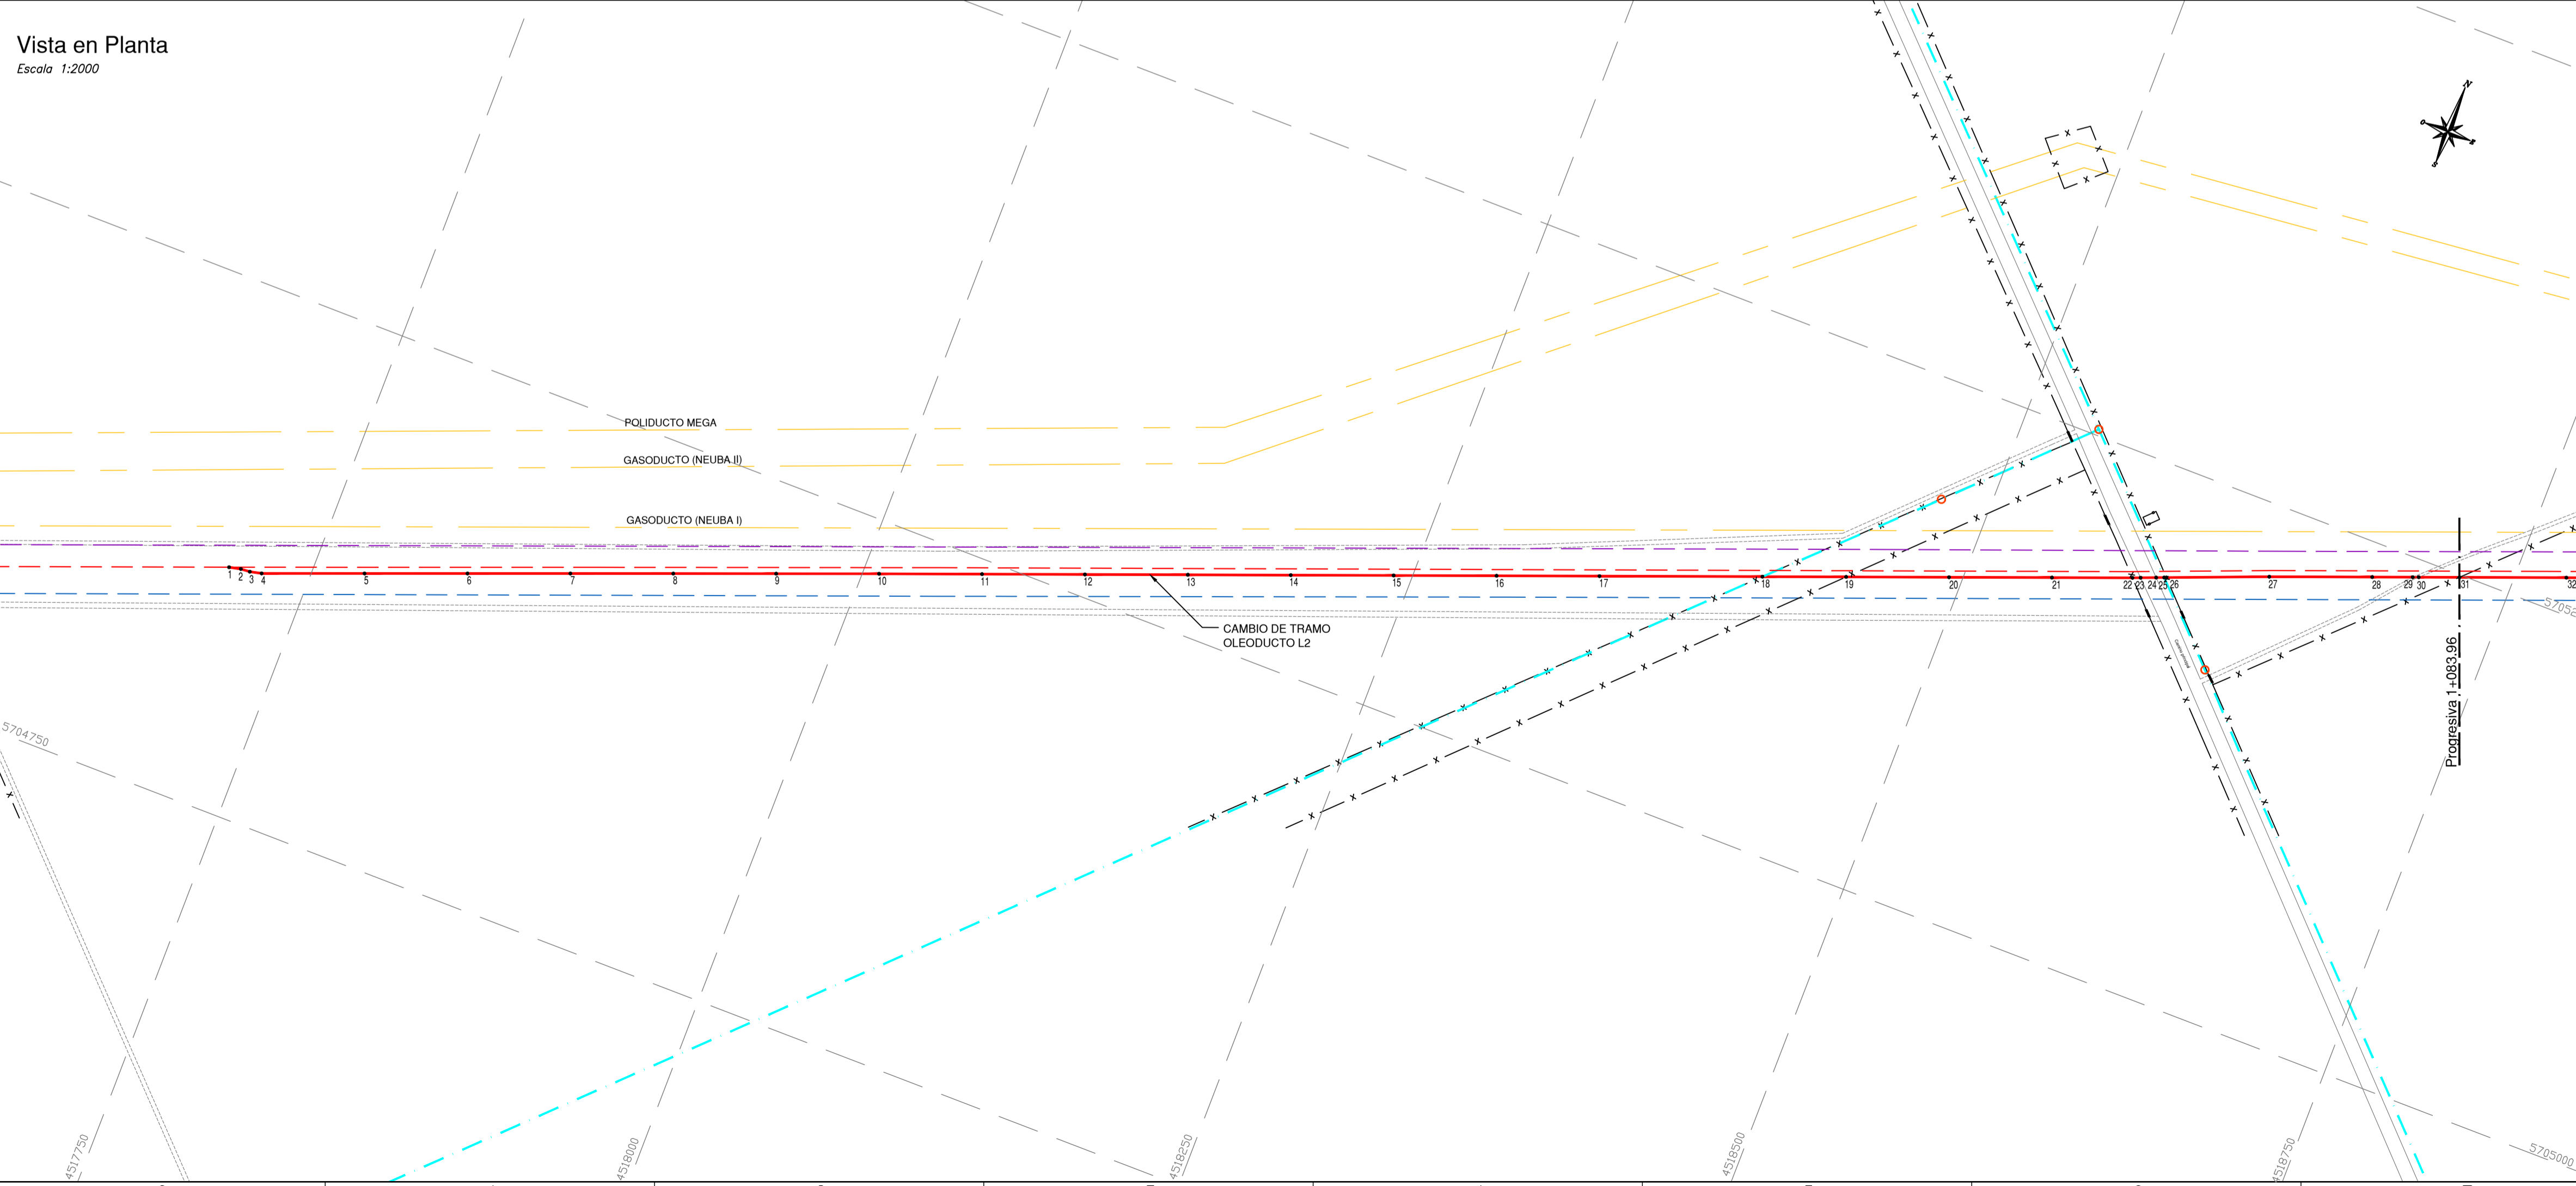 Vista en Planta
Escala 1:2000
N
POLIDUCTO MEGA
GASODUCTO (NEUBA II)
GASODUCTO (NEUBA I)
1 2 3 4 5 6 7 8 9 10 11 12 13 14 15 16 17 18 19 20 21 22 23 24 25 26 27 28 29 30 31 32
CAMBIO DE TRAMO
OLEODUCTO L2
Progresiva 1+083,96
5704750
4517750
4518000
4518250
4518500
4518750
5705000